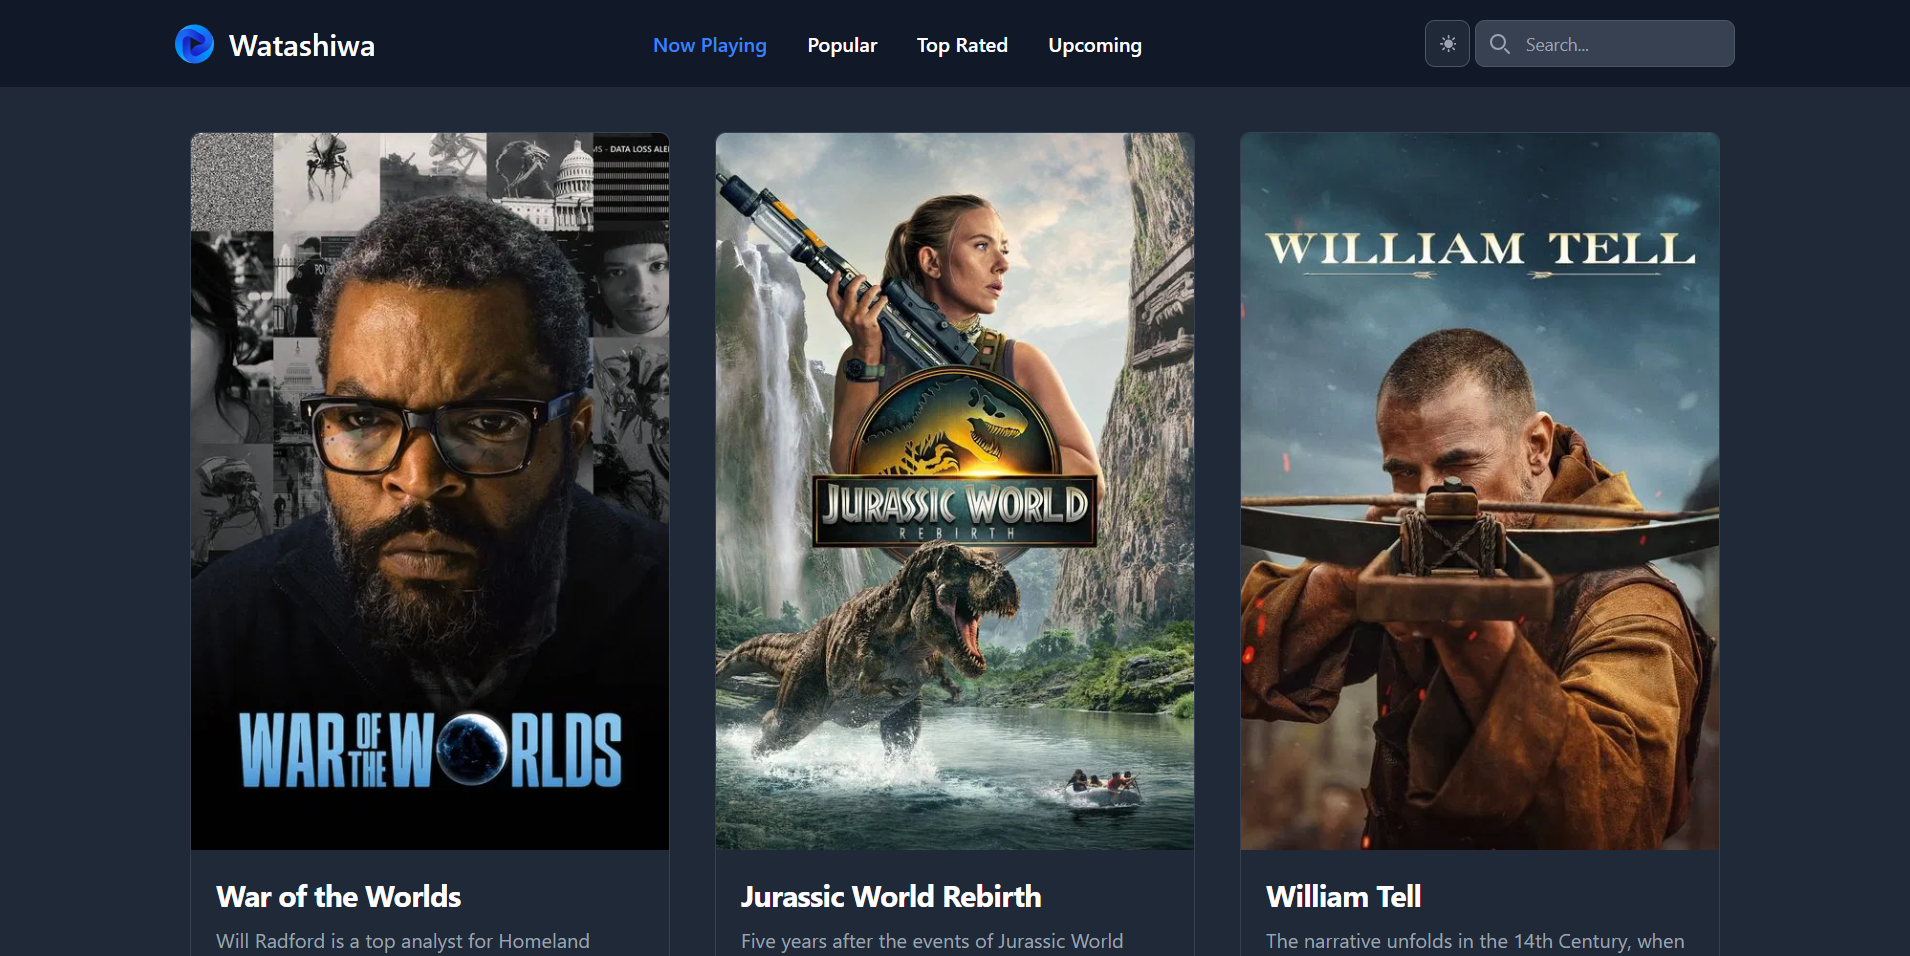 Watashiwa
Now Playing
Popular
Top Rated
Upcoming
Search...
MS - DATA LOSS ALE
WAR OF THE WORLDS
JURASSIC WORLD
REBIRTH
WILLIAM TELL
War of the Worlds
Will Radford is a top analyst for Homeland
Jurassic World Rebirth
Five years after the events of Jurassic World
William Tell
The narrative unfolds in the 14th Century, when